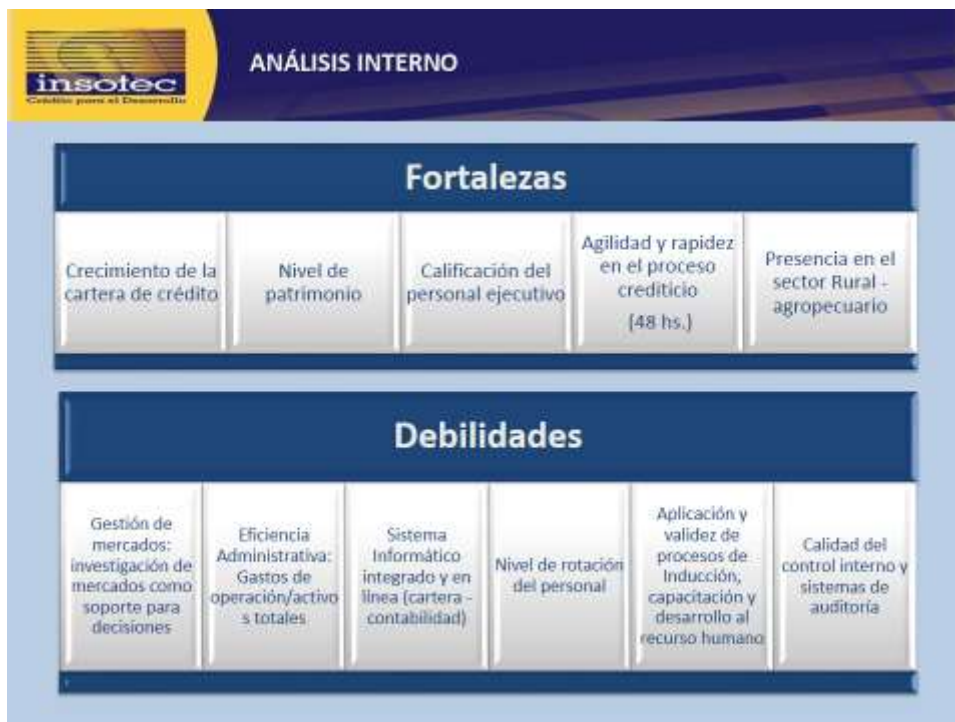 insotec
Crédito para el Desarrollo
ANÁLISIS INTERNO
Fortalezas
Crecimiento de la
cartera de crédito
Nivel de
patrimonio
Calificación del
personal ejecutivo
Agilidad y rapidez
en el proceso
crediticio
(48 hs.)
Presencia en el
sector Rural -
agropecuario
Debilidades
Gestión de
mercados:
investigación de
mercados como
soporte para
decisiones
Eficiencia
Administrativa:
Gastos de
operación/activo
s totales
Sistema
Informático
integrado y en
línea (cartera -
contabilidad)
Nivel de rotación
del personal
Aplicación y
validez de
procesos de
Inducción,
capacitación y
desarrollo al
recurso humano
Calidad del
control interno y
sistemas de
auditoría